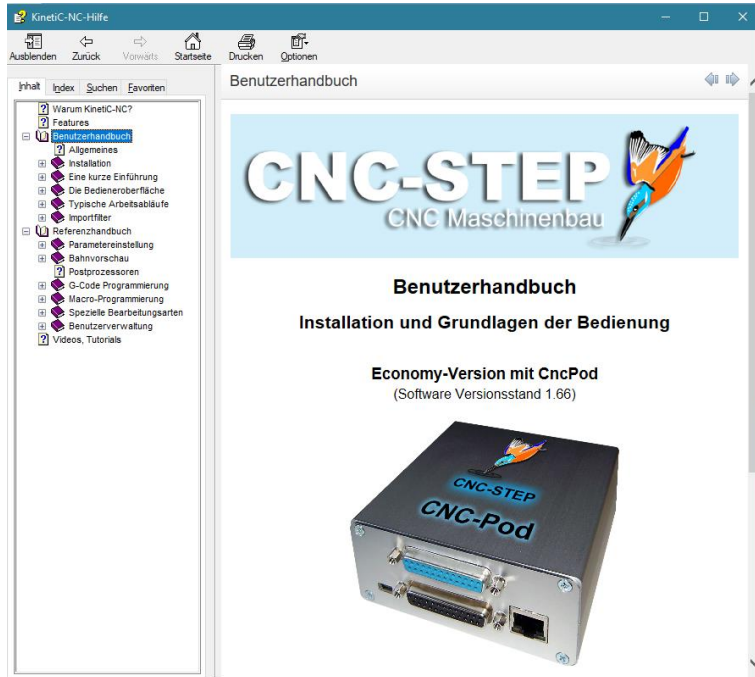 KinetiC-NC-Hilfe
Ausblenden Zurück Vorwärts Startseite Drucken Optionen
Inhalt Index Suchen Favoriten
Warum KinetiC-NC?
Features
Benutzerhandbuch
Allgemeines
Installation
Eine kurze Einführung
Die Bedieneroberfläche
Typische Arbeitsabläufe
Importfilter
Referenzhandbuch
Parametereinstellung
Bahnvorschau
Postprozessoren
G-Code Programmierung
Macro-Programmierung
Spezielle Bearbeitungsarten
Benutzerverwaltung
Videos, Tutorials
Benutzerhandbuch
CNC-STEP
CNC Maschinenbau
Benutzerhandbuch
Installation und Grundlagen der Bedienung
Economy-Version mit CncPod
(Software Versionsstand 1.66)
CNC-STEP
CNC-Pod